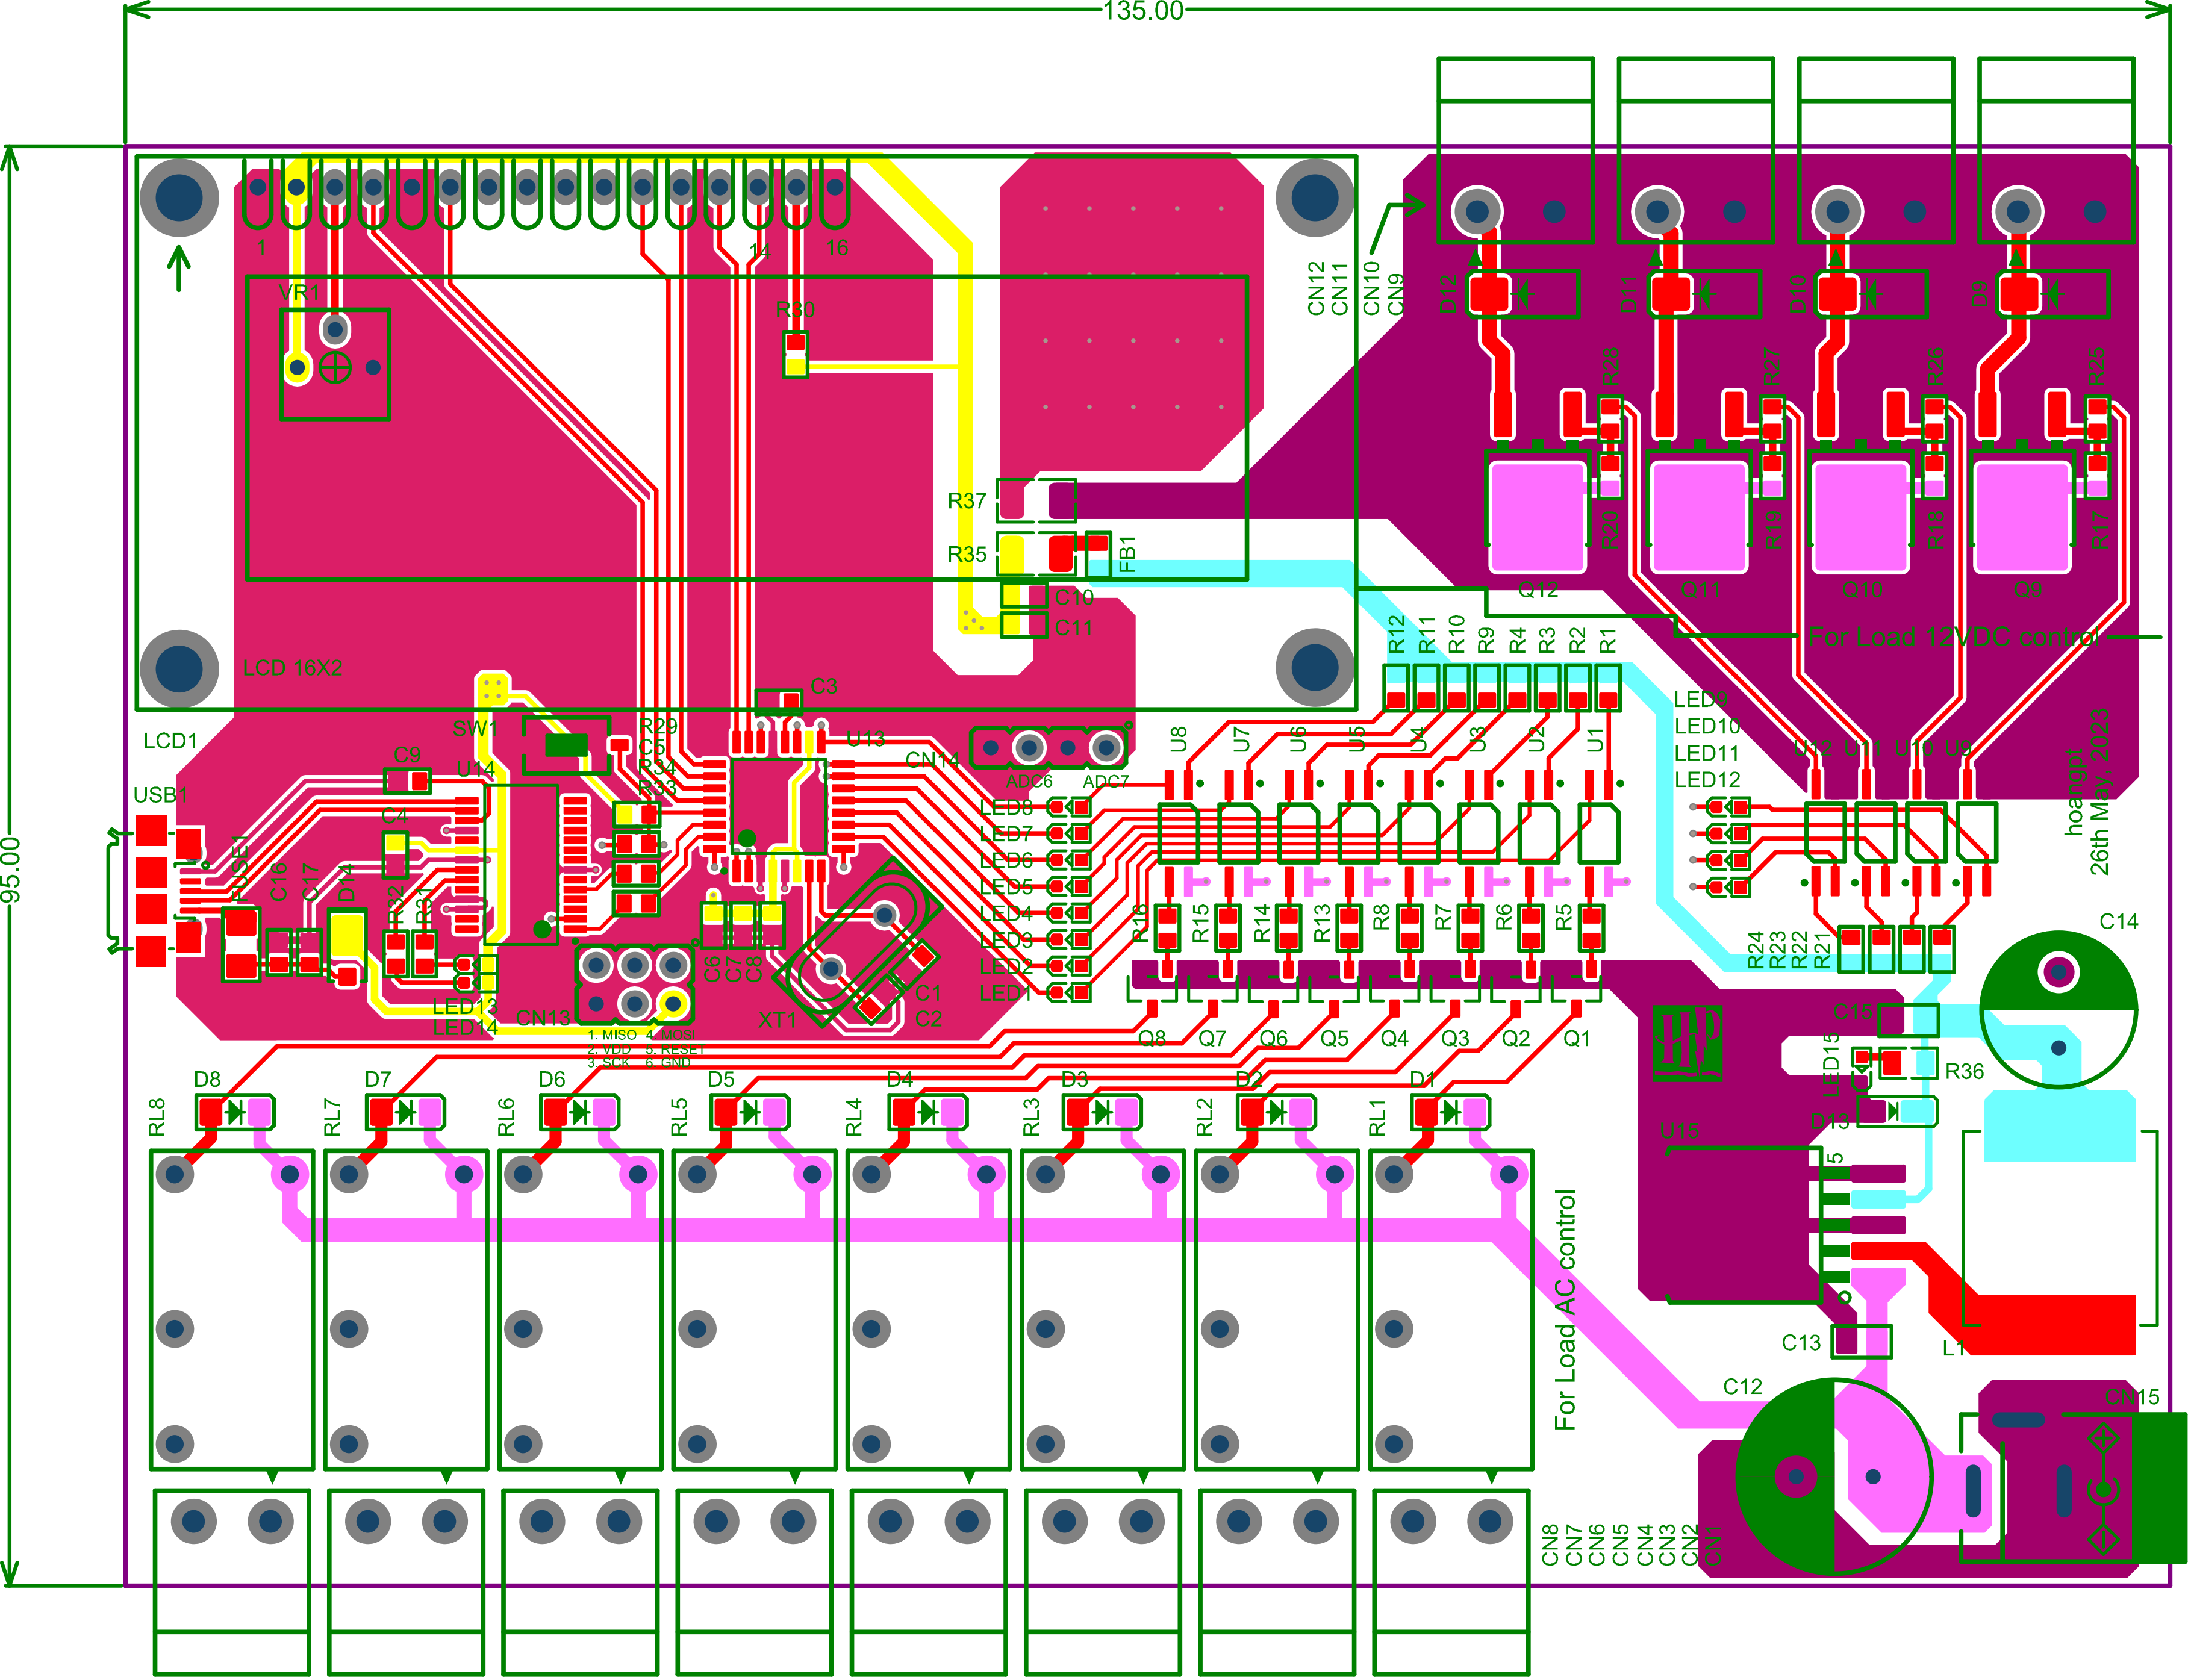 135.00
95.00
1
14
16
VR1
R30
CN12
CN11
CN10
CN9
D12
D11
D10
D9
R28
R27
R26
R25
R37
R35
FB1
R20
R19
R18
R17
C10
C11
Q12
Q11
Q10
Q9
For Load 12VDC control
LCD 16X2
C3
R12
R11
R10
R9
R4
R3
R2
R1
LCD1
SW1
R29
C5
R34
R33
U13
CN14
ADC6
ADC7
U8
U7
U6
U5
U4
U3
U2
U1
LED9
LED10
LED11
LED12
U12
U11
U10
U9
hoangpt
26th May, 2023
USB1
C9
U14
C4
LED8
LED7
LED6
LED5
LED4
LED3
LED2
LED1
FUSE1
C16
C17
D14
R32
R31
LED13
LED14
CN13
1. MISO 4. MOSI
2. VDD 5. RESET
3. SCK 6. GND
C6
C7
C8
XT1
C1
C2
R16
R15
R14
R13
R8
R7
R6
R5
R24
R23
R22
R21
C14
Q8
Q7
Q6
Q5
Q4
Q3
Q2
Q1
C15
LED15
R36
D13
U15
5
D8
D7
D6
D5
D4
D3
D2
D1
RL8
RL7
RL6
RL5
RL4
RL3
RL2
RL1
For Load AC control
C13
L1
C12
CN15
CN8
CN7
CN6
CN5
CN4
CN3
CN2
CN1